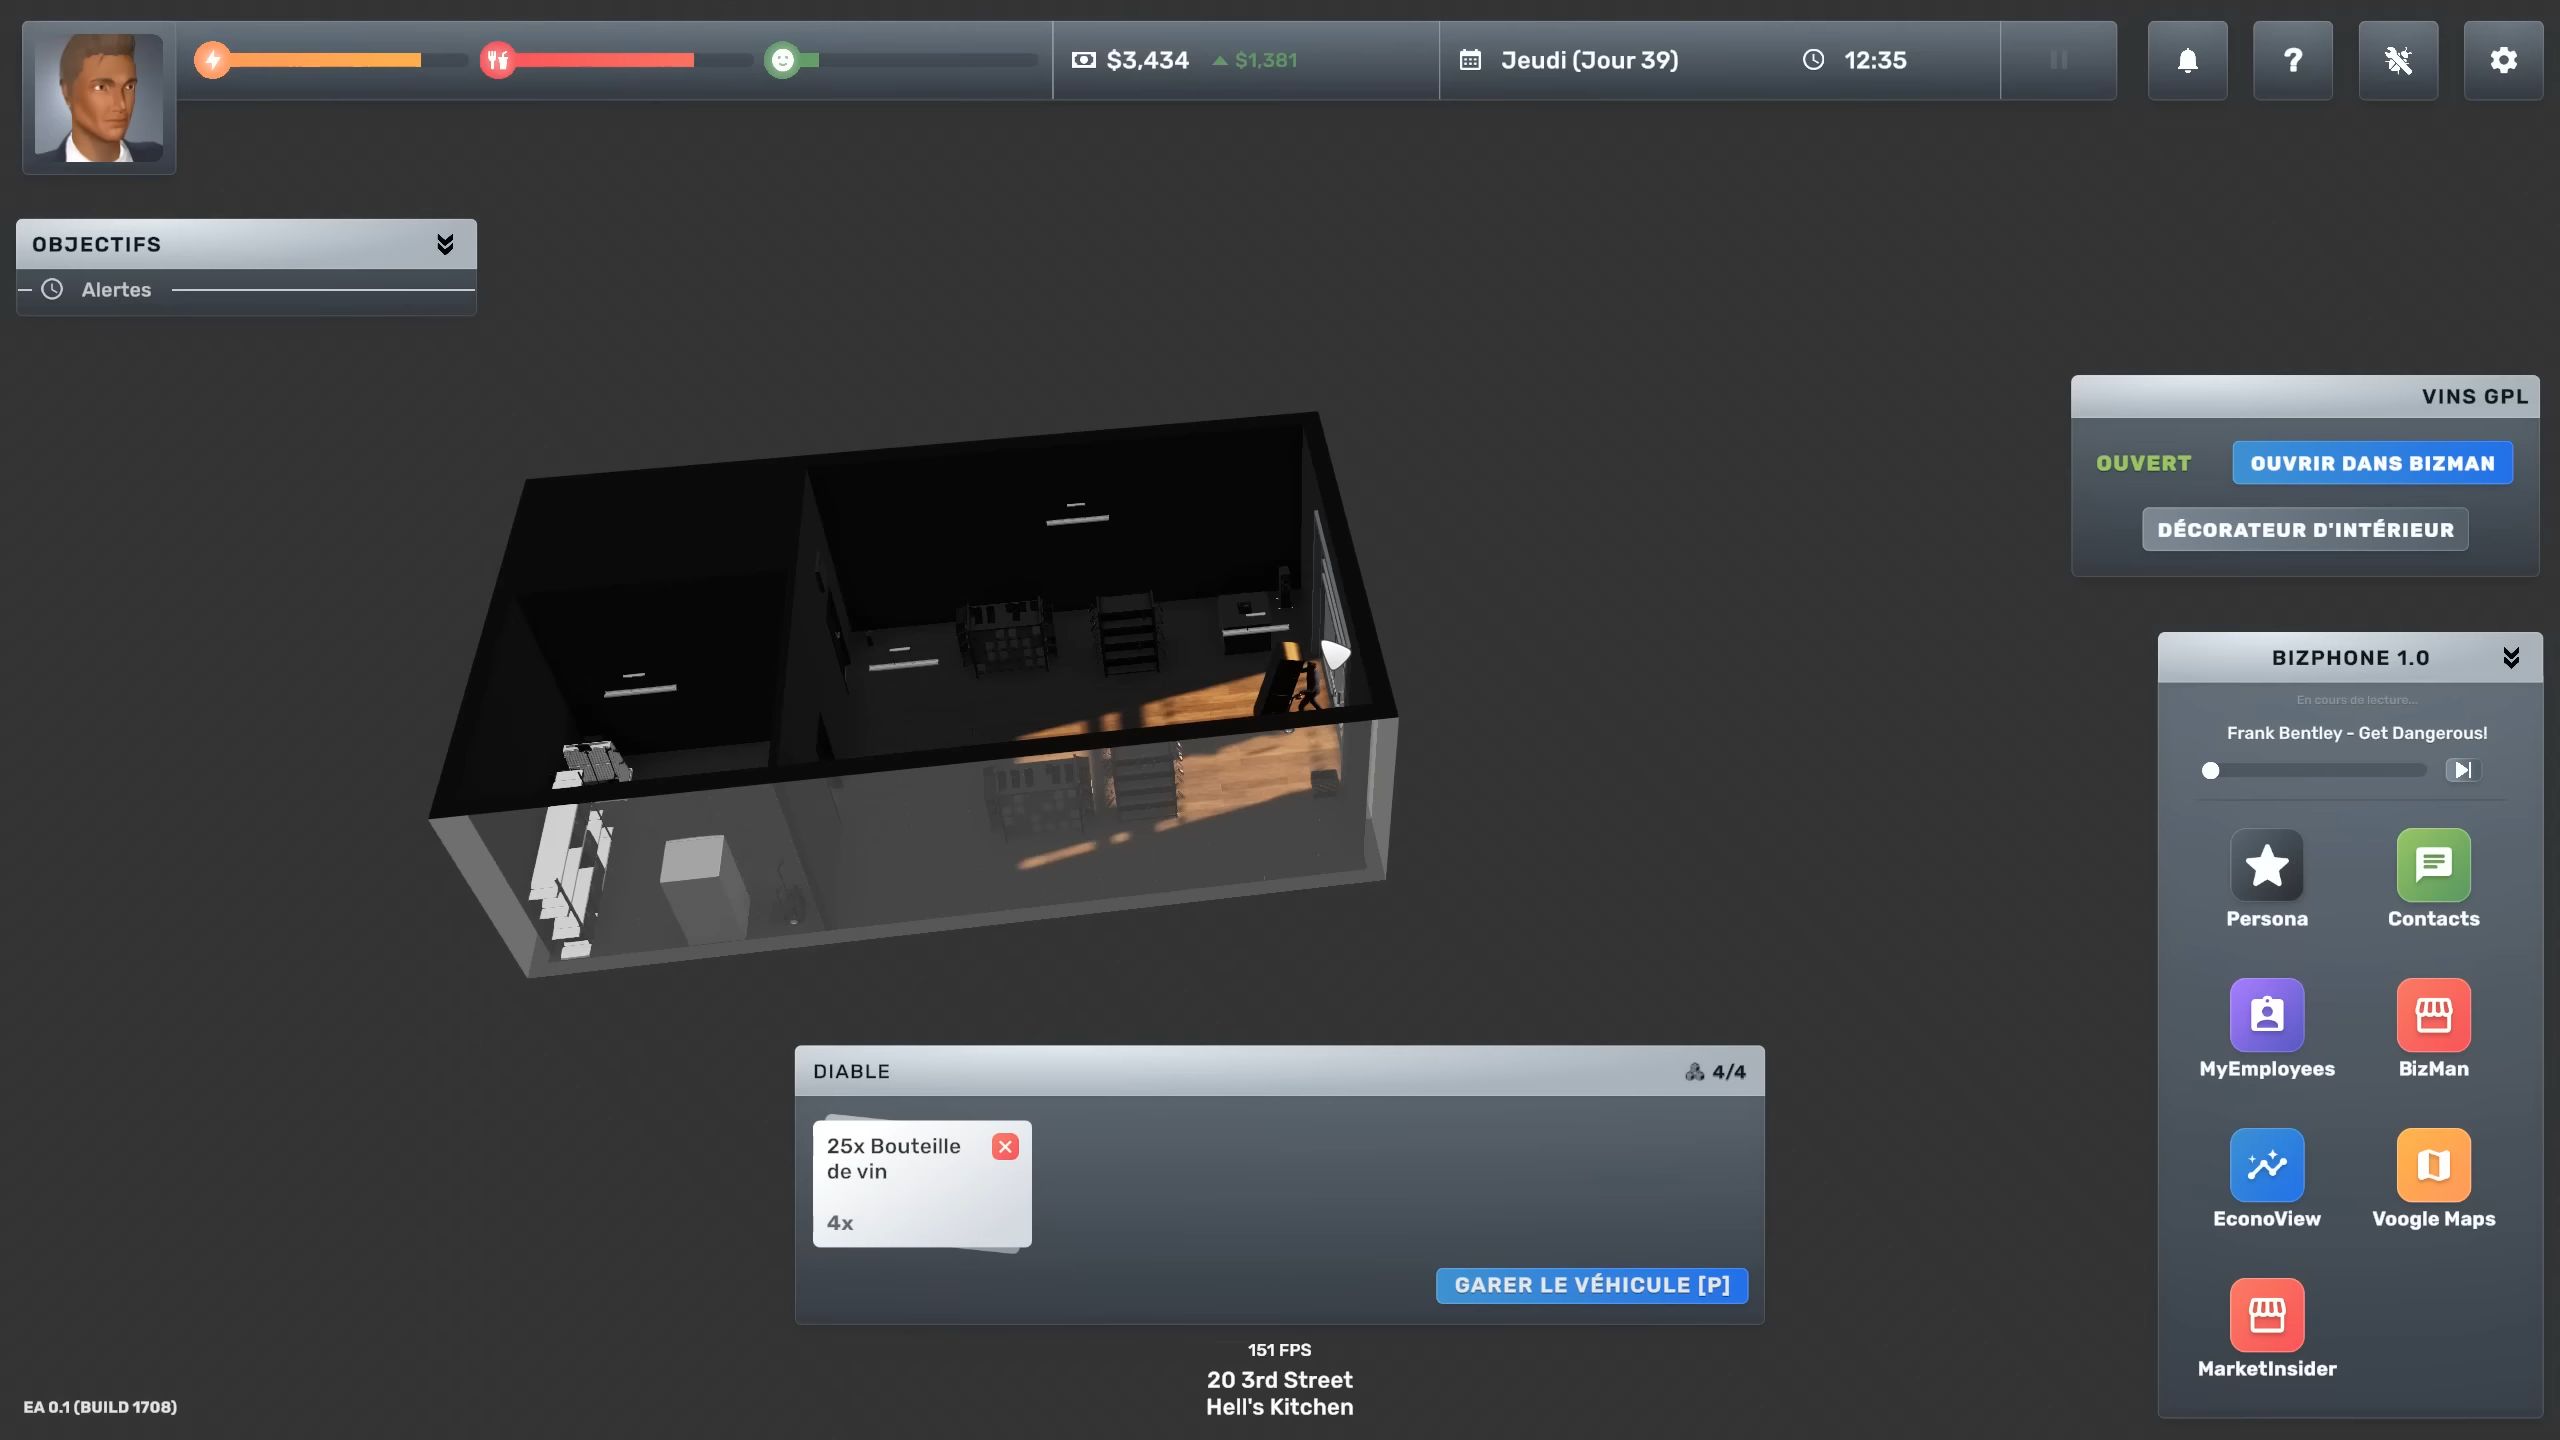 $3,434
$1,381
Jeudi (Jour 39)
12:35
?
OBJECTIFS
Alertes
VINS GPL
OUVERT
OUVRIR DANS BIZMAN
DÉCORATEUR D'INTÉRIEUR
BIZPHONE 1.0
En cours de lecture...
Frank Bentley - Get Dangerous!
Persona
Contacts
MyEmployees
BizMan
EconoView
Voogle Maps
MarketInsider
DIABLE
4/4
25x Bouteille
de vin
4x
GARER LE VÉHICULE [P]
151 FPS
20 3rd Street
Hell's Kitchen
EA 0.1 (BUILD 1708)